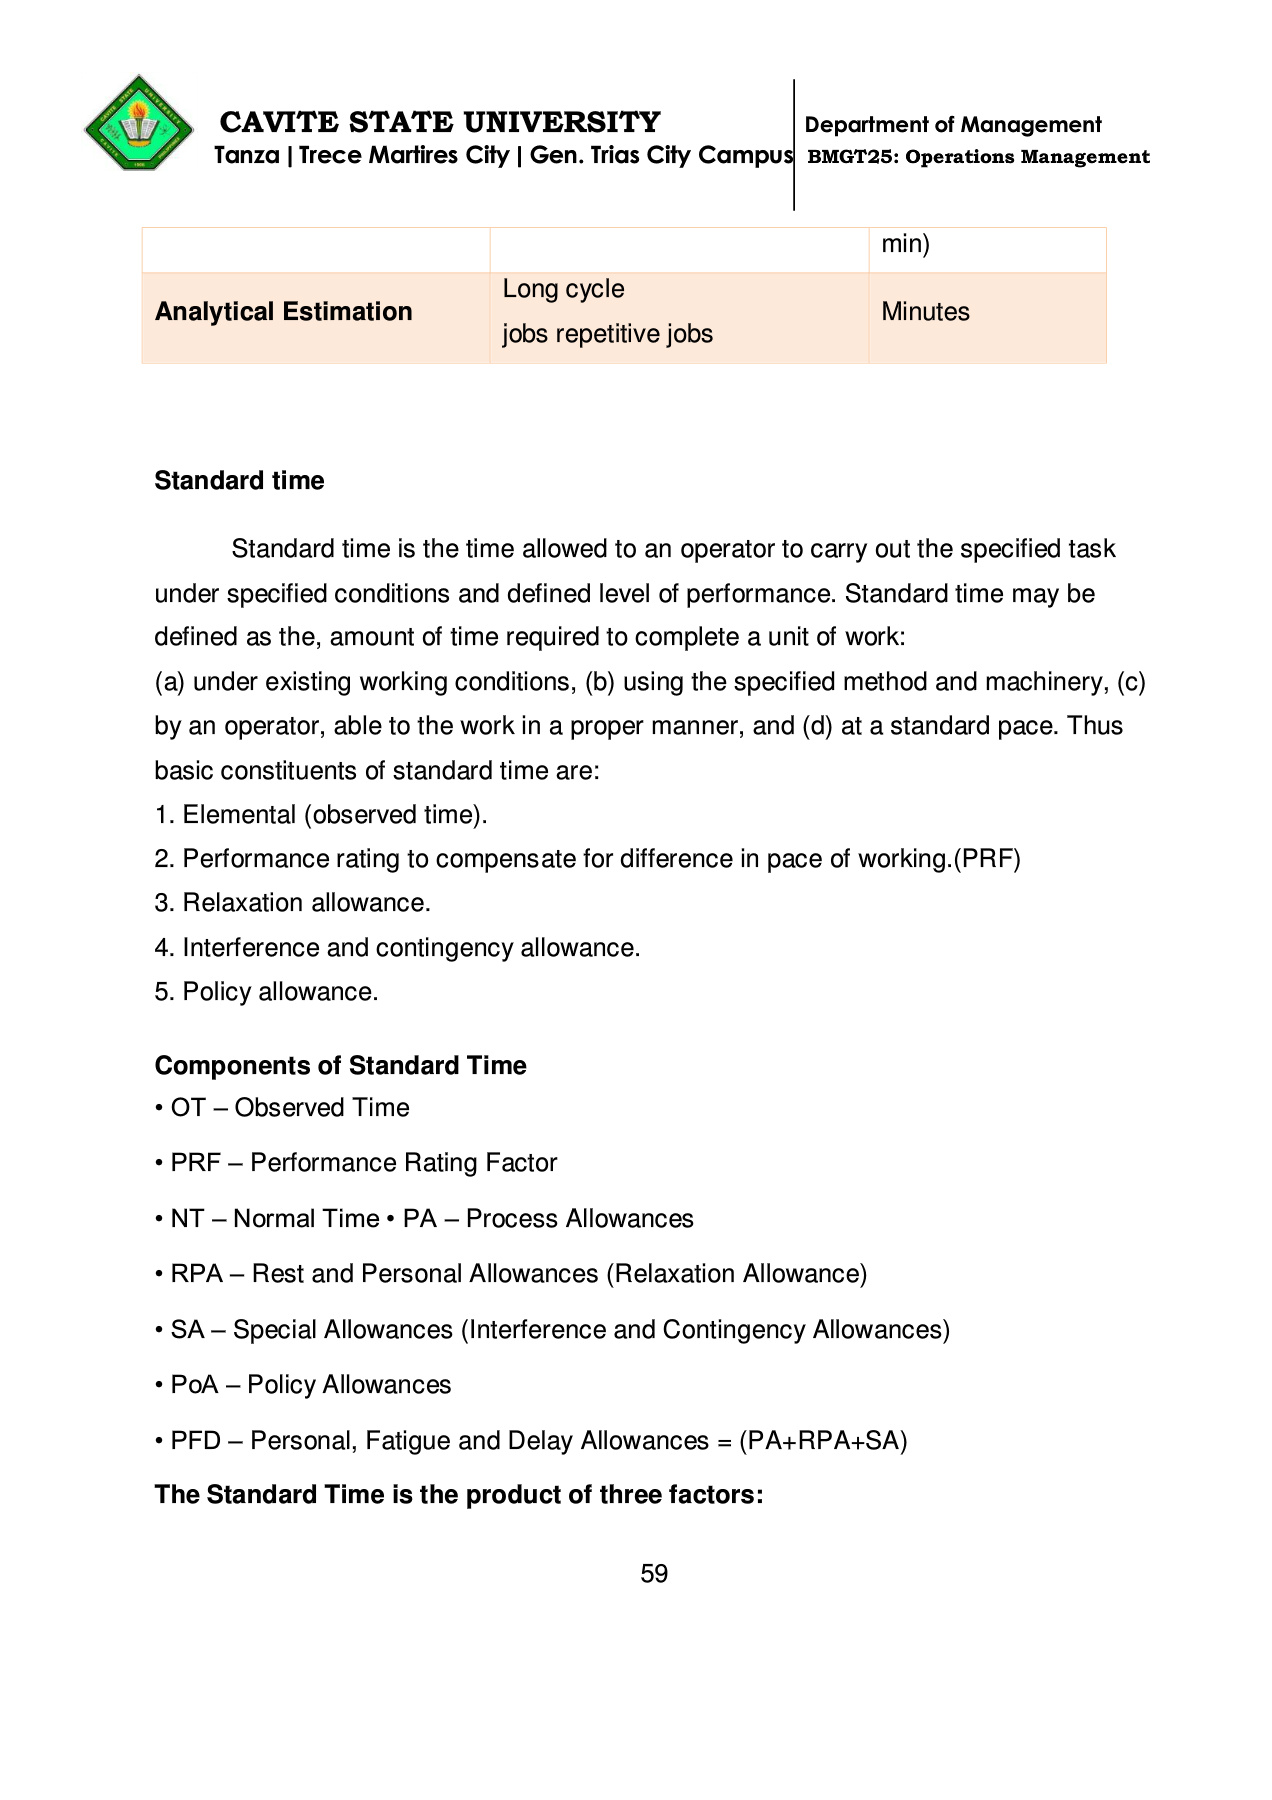 CAVITE STATE UNIVERSITY
Tanza | Trece Martires City | Gen. Trias City Campus
Department of Management
BMGT25: Operations Management
min)
Analytical Estimation
Long cycle
jobs repetitive jobs
Minutes
Standard time
Standard time is the time allowed to an operator to carry out the specified task
under specified conditions and defined level of performance. Standard time may be
defined as the, amount of time required to complete a unit of work:
(a) under existing working conditions, (b) using the specified method and machinery, (c)
by an operator, able to the work in a proper manner, and (d) at a standard pace. Thus
basic constituents of standard time are:
1. Elemental (observed time).
2. Performance rating to compensate for difference in pace of working.(PRF)
3. Relaxation allowance.
4. Interference and contingency allowance.
5. Policy allowance.
Components of Standard Time
• OT – Observed Time
• PRF – Performance Rating Factor
• NT – Normal Time • PA – Process Allowances
• RPA – Rest and Personal Allowances (Relaxation Allowance)
• SA – Special Allowances (Interference and Contingency Allowances)
• PoA – Policy Allowances
• PFD – Personal, Fatigue and Delay Allowances = (PA+RPA+SA)
The Standard Time is the product of three factors:
59